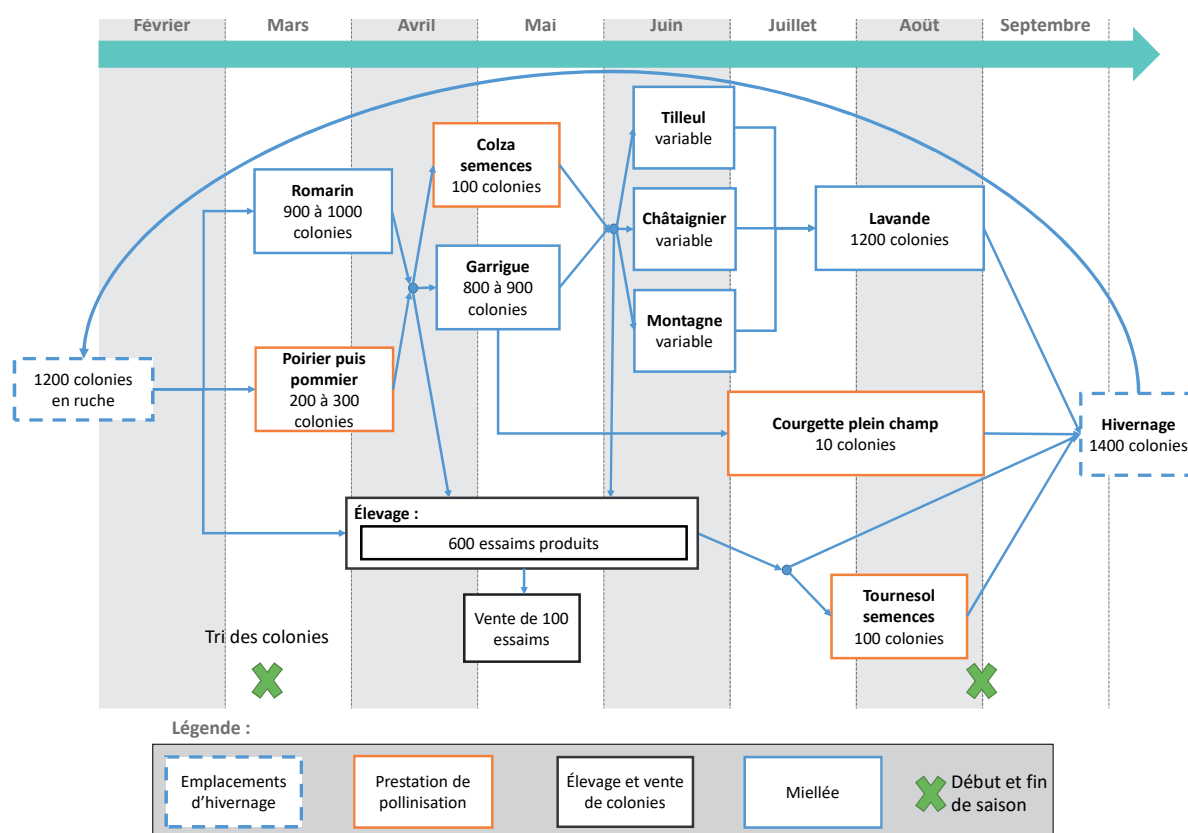 Février Mars Avril Mai Juin Juillet Août Septembre
Tilleul
variable
Colza
semences
100 colonies
Romarin
900 à 1000
colonies
Châtaignier
variable
Lavande
1200 colonies
Garrigue
800 à 900
colonies
Montagne
variable
1200 colonies
en ruche
Poirier puis
pommier
200 à 300
colonies
Courgette plein champ
10 colonies
Hivernage
1400 colonies
Élevage :
600 essaims produits
Vente de 100
essaims
Tournesol
semences
100 colonies
Tri des colonies
Légende :
Emplacements
d’hivernage
Prestation de
pollinisation
Élevage et vente
de colonies
Miellée
Début et fin
de saison